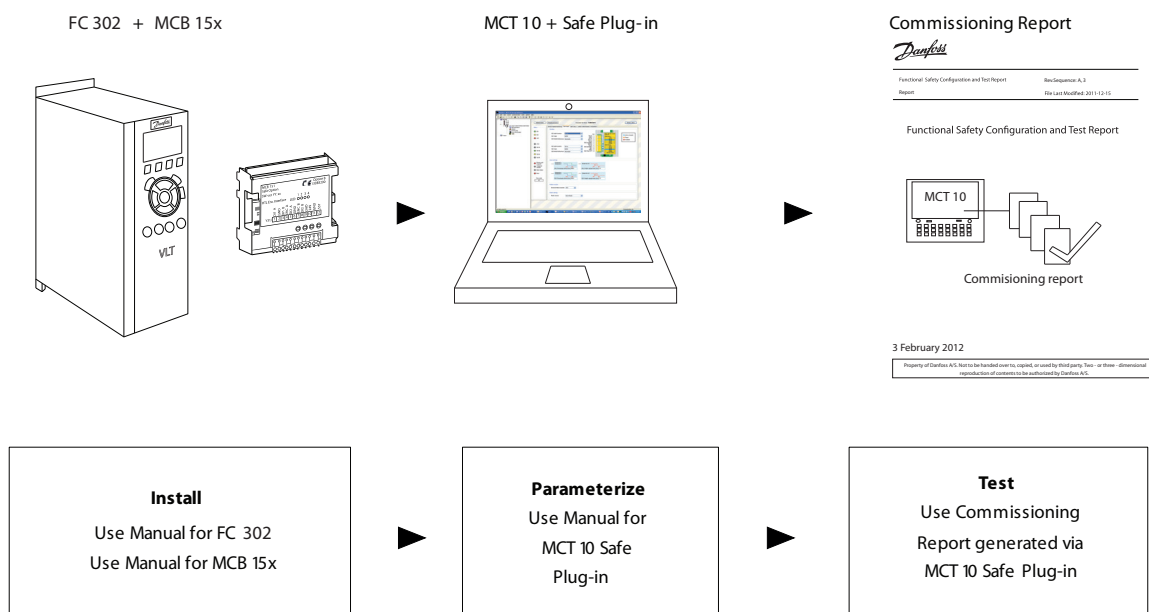 FC 302 + MCB 15x
MCT 10 + Safe Plug-in
Commissioning Report
Danfoss
Functional Safety Configuration and Test Report
Rev.Sequence: A, 3
Report
File Last Modified: 2011-12-15
Functional Safety Configuration and Test Report
MCT 10
Commisioning report
VLT
3 February 2012
Property of Danfoss A/S. Not to be handed over to, copied, or used by third party. Two - or three - dimensional
reproduction of contents to be authorized by Danfoss A/S.
Install
Use Manual for FC 302
Use Manual for MCB 15x
Parameterize
Use Manual for
MCT 10 Safe
Plug-in
Test
Use Commissioning
Report generated via
MCT 10 Safe Plug-in